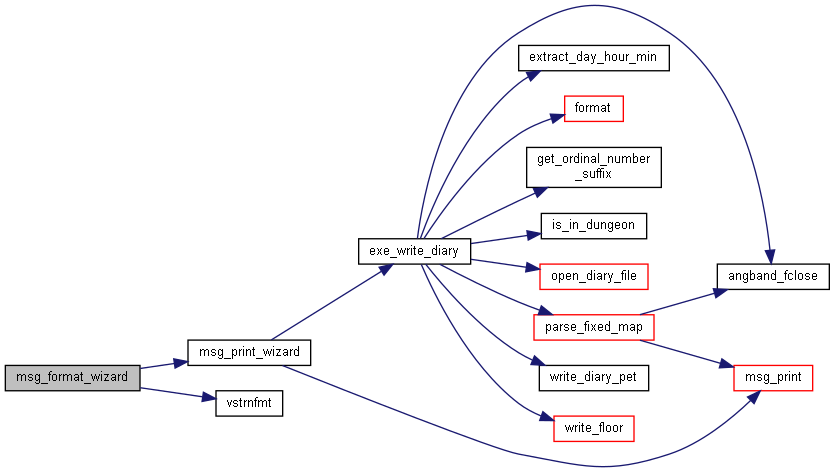 msg_format_wizard
msg_print_wizard
vstrnfmt
exe_write_diary
extract_day_hour_min
format
get_ordinal_number
_suffix
is_in_dungeon
open_diary_file
parse_fixed_map
write_diary_pet
write_floor
angband_fclose
msg_print